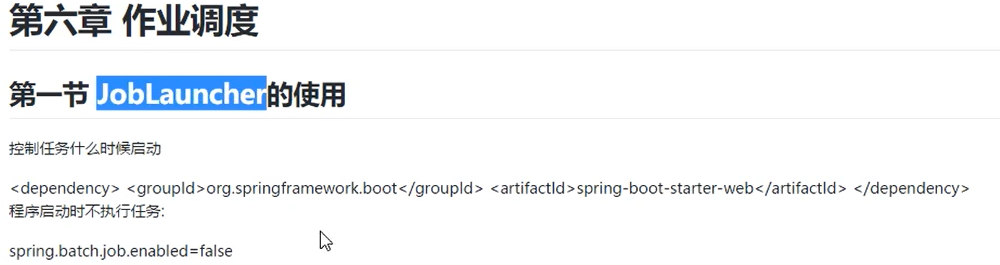 第六章 作业调度
第一节 JobLauncher的使用
控制任务什么时候启动
<dependency> <groupId>org.springframework.boot</groupId> <artifactId>spring-boot-starter-web</artifactId> </dependency>
程序启动时不执行任务:
spring.batch.job.enabled=false